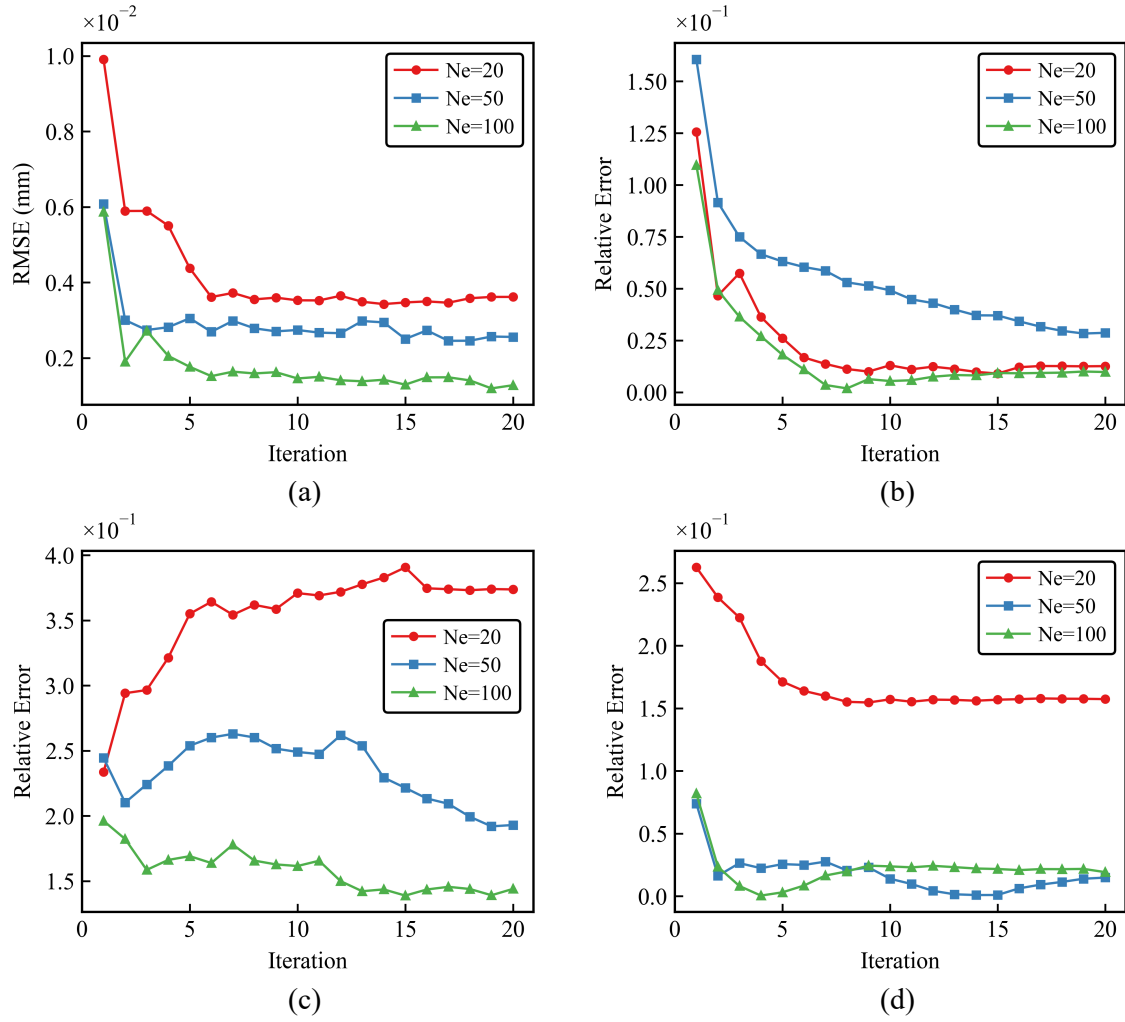 ×10⁻²
1.0
0.8
0.6
0.4
0.2
RMSE (mm)
0
5
10
15
20
Iteration
Ne=20
Ne=50
Ne=100
(a)
×10⁻¹
1.50
1.25
1.00
0.75
0.50
0.25
0.00
Relative Error
0
5
10
15
20
Iteration
Ne=20
Ne=50
Ne=100
(b)
×10⁻¹
4.0
3.5
3.0
2.5
2.0
1.5
Relative Error
0
5
10
15
20
Iteration
Ne=20
Ne=50
Ne=100
(c)
×10⁻¹
2.5
2.0
1.5
1.0
0.5
0.0
Relative Error
0
5
10
15
20
Iteration
Ne=20
Ne=50
Ne=100
(d)